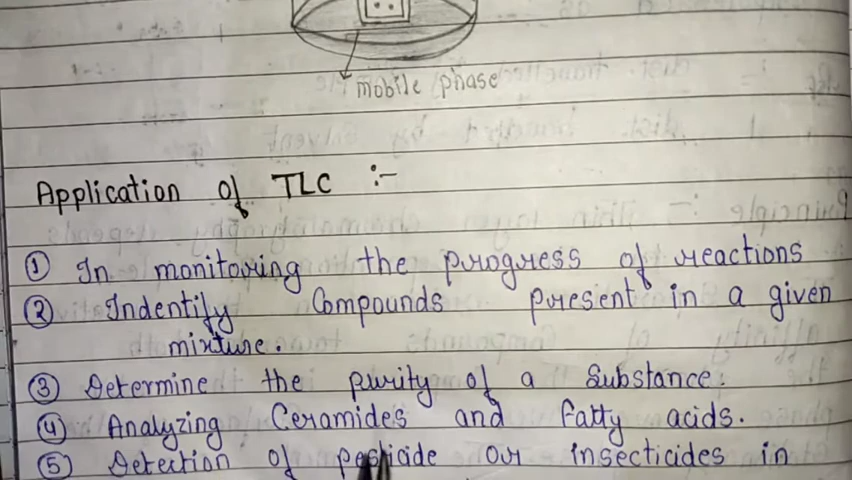 mobile phase
Application of TLC :-
① In monitoring the progress of reactions
② Indentify Compounds present in a given
mixture.
③ Determine the purity of a Substance.
④ Analyzing Ceramides and Fatty acids.
⑤ Detection of pesticide our insecticides in